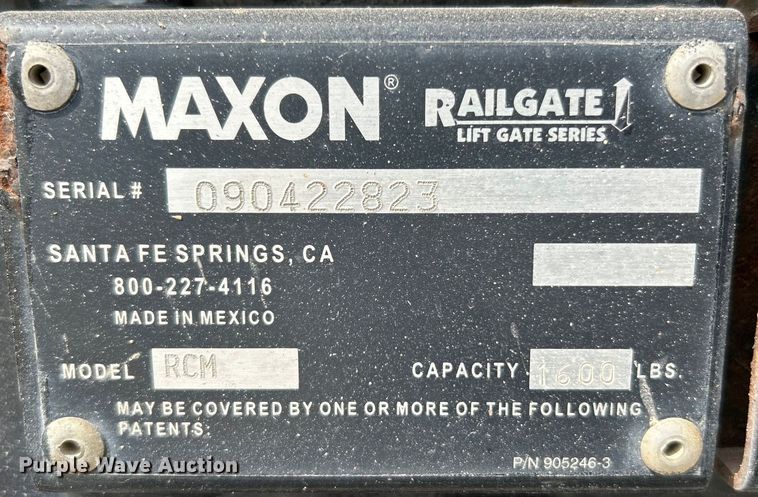 MAXON® RAILGATE
LIFT GATE SERIES
SERIAL # 090422823
SANTA FE SPRINGS, CA
800-227-4116
MADE IN MEXICO
MODEL RCM CAPACITY 1600 LBS.
MAY BE COVERED BY ONE OR MORE OF THE FOLLOWING
PATENTS:
P/N 905246-3
Purple Wave Auction